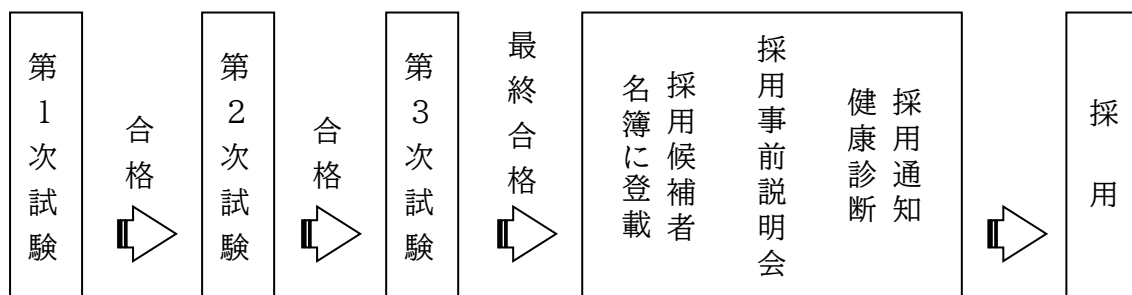 第１次試験
合格
第２次試験
合格
第３次試験
最終合格
採用候補者
名簿に登載
採用事前説明会
採用通知
健康診断
採用